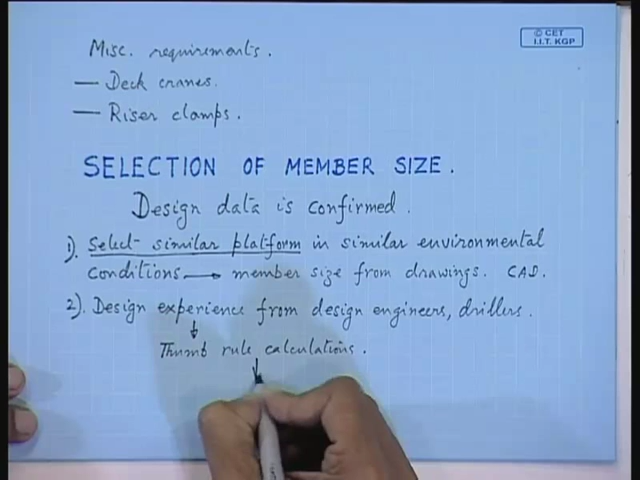 © CET
I.I.T. KGP
Misc. requirements.
— Deck cranes.
— Riser clamps.
SELECTION OF MEMBER SIZE.
Design data is confirmed.
1). Select similar platform in similar environmental
conditions → member size from drawings. CAD.
2). Design experience from design engineers, drillers.
↓
Thumb rule calculations.
↓